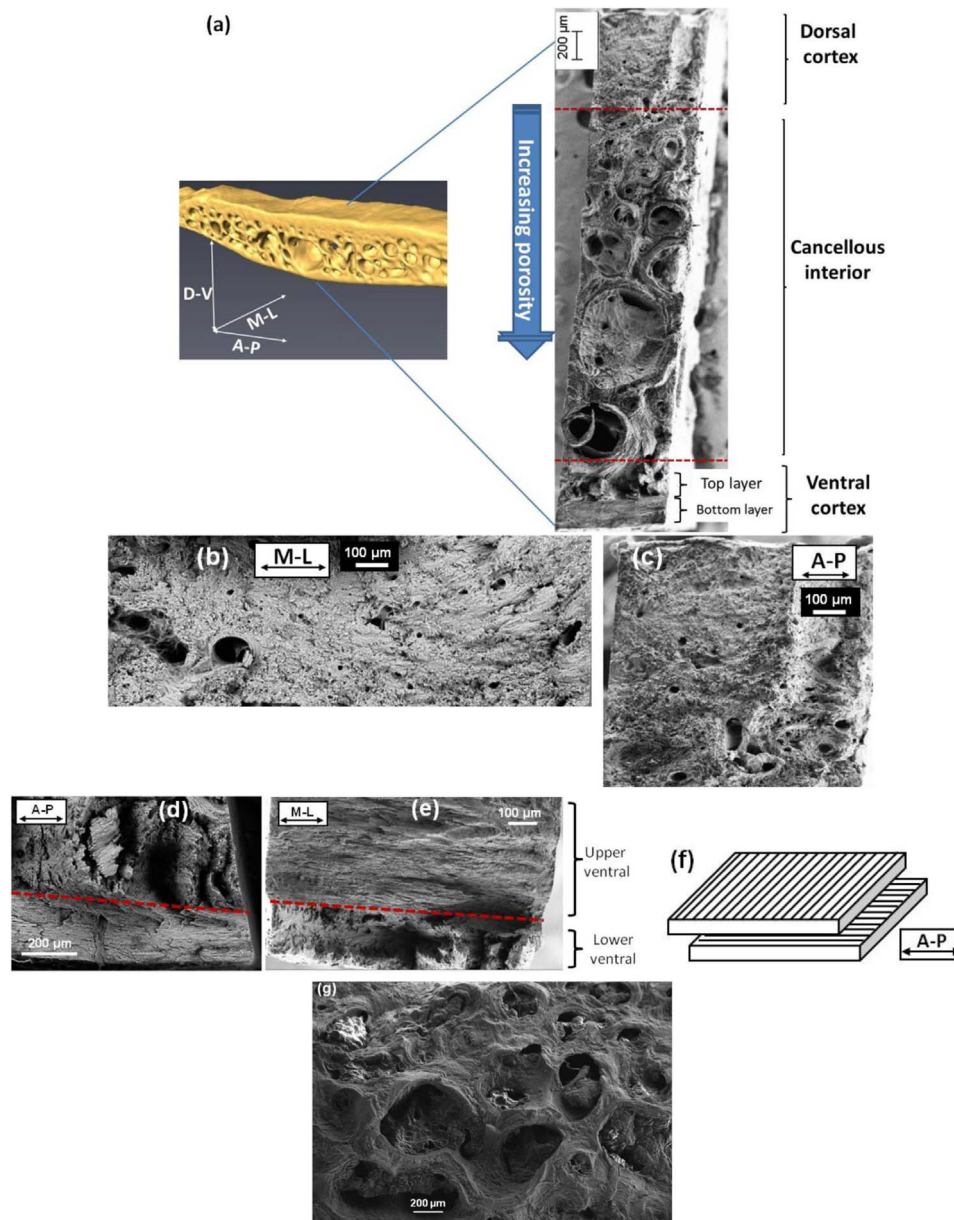 (a)
200 µm
Dorsal
cortex
Increasing porosity
Cancellous
interior
D-V
M-L
A-P
Top layer
Bottom layer
Ventral
cortex
(b)
M-L
100 µm
(c)
A-P
100 µm
A-P
(d)
200 µm
M-L
(e)
100 µm
Upper
ventral
Lower
ventral
(f)
A-P
(g)
200 µm